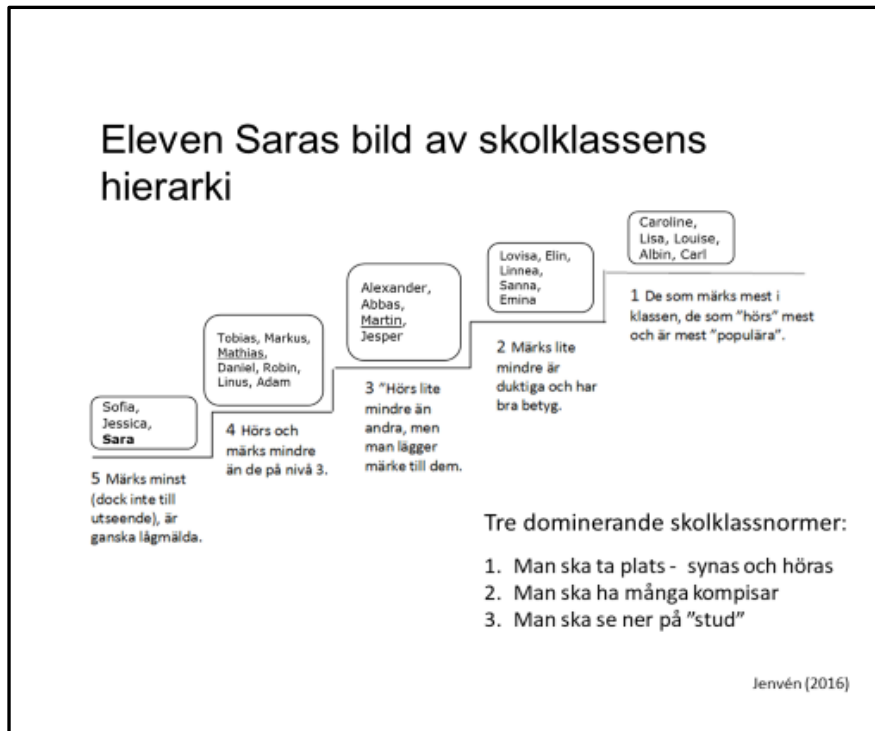 Eleven Saras bild av skolklassens
hierarki
Caroline,
Lisa, Louise,
Albin, Carl
1 De som märks mest i
klassen, de som ”hörs” mest
och är mest ”populära”.
Lovisa, Elin,
Linnea,
Sanna,
Emina
2 Märks lite
mindre är
duktiga och har
bra betyg.
Alexander,
Abbas,
Martin,
Jesper
3 ”Hörs lite
mindre än
andra, men
man lägger
märke till dem.
Tobias, Markus,
Mathias,
Daniel, Robin,
Linus, Adam
4 Hörs och
märks mindre
än de på nivå 3.
Sofia,
Jessica,
Sara
5 Märks minst
(dock inte till
utseende), är
ganska lågmälda.
Tre dominerande skolklassnormer:
1. Man ska ta plats - synas och höras
2. Man ska ha många kompisar
3. Man ska se ner på ”stud”
Jenvén (2016)